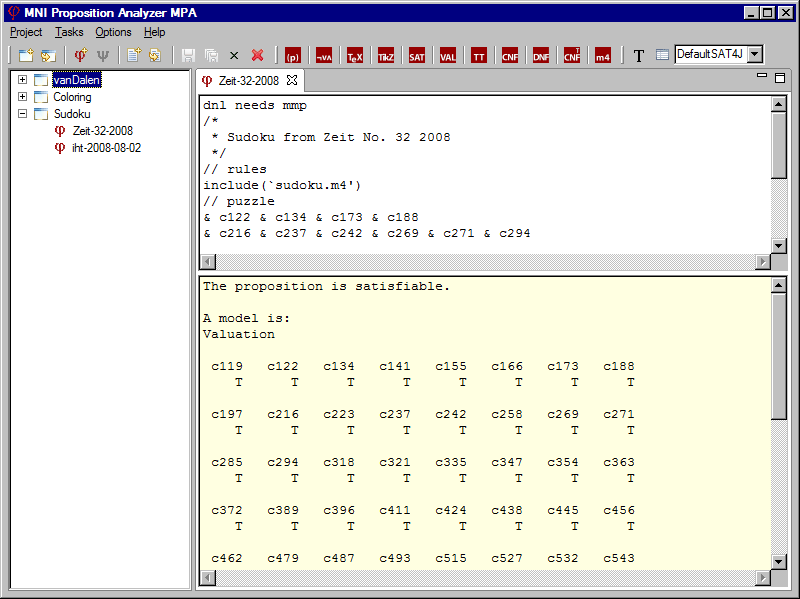 MNI Proposition Analyzer MPA
Project Tasks Options Help
φ Ψ (p) ¬∨∧ TeX TikZ SAT VAL TT CNF DNF CNF T m4 T DefaultSAT4J
vanDalen
Coloring
Sudoku
φ Zeit-32-2008
φ iht-2008-08-02
φ Zeit-32-2008
dnl needs mmp
/*
* Sudoku from Zeit No. 32 2008
*/
// rules
include(`sudoku.m4')
// puzzle
& c122 & c134 & c173 & c188
& c216 & c237 & c242 & c269 & c271 & c294
The proposition is satisfiable.
A model is:
Valuation
c119 c122 c134 c141 c155 c166 c173 c188
T T T T T T T T
c197 c216 c223 c237 c242 c258 c269 c271
T T T T T T T T
c285 c294 c318 c321 c335 c347 c354 c363
T T T T T T T T
c372 c389 c396 c411 c424 c438 c445 c456
T T T T T T T T
c462 c479 c487 c493 c515 c527 c532 c543